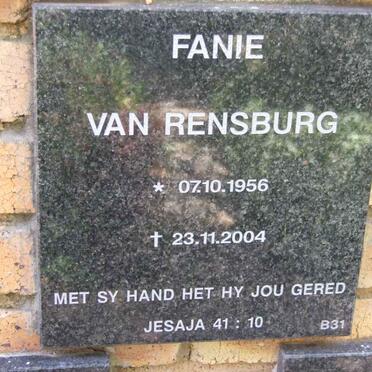 FANIE
VAN RENSBURG
* 07.10.1956
✝ 23.11.2004
MET SY HAND HET HY JOU GERED
JESAJA 41 : 10 B31